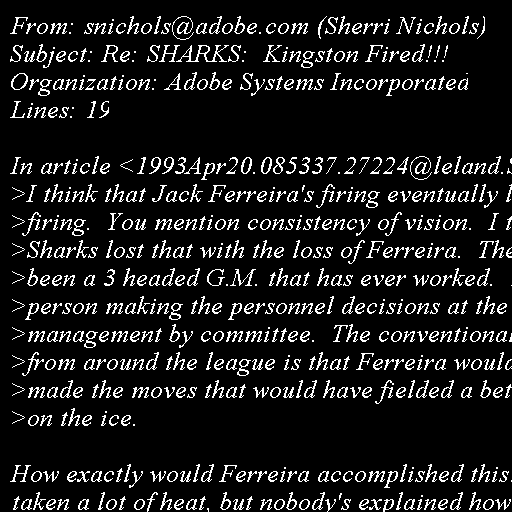 From: snichols@adobe.com (Sherri Nichols)
Subject: Re: SHARKS:  Kingston Fired!!!
Organization: Adobe Systems Incorporated
Lines: 19

In article <1993Apr20.085337.27224@leland.S
>I think that Jack Ferreira's firing eventually l
>firing.  You mention consistency of vision.  I t
>Sharks lost that with the loss of Ferreira.  The
>been a 3 headed G.M. that has ever worked.
>person making the personnel decisions at the
>management by committee.  The conventional
>from around the league is that Ferreira would
>made the moves that would have fielded a bet
>on the ice.

How exactly would Ferreira accomplished this
taken a lot of heat, but nobody's explained how